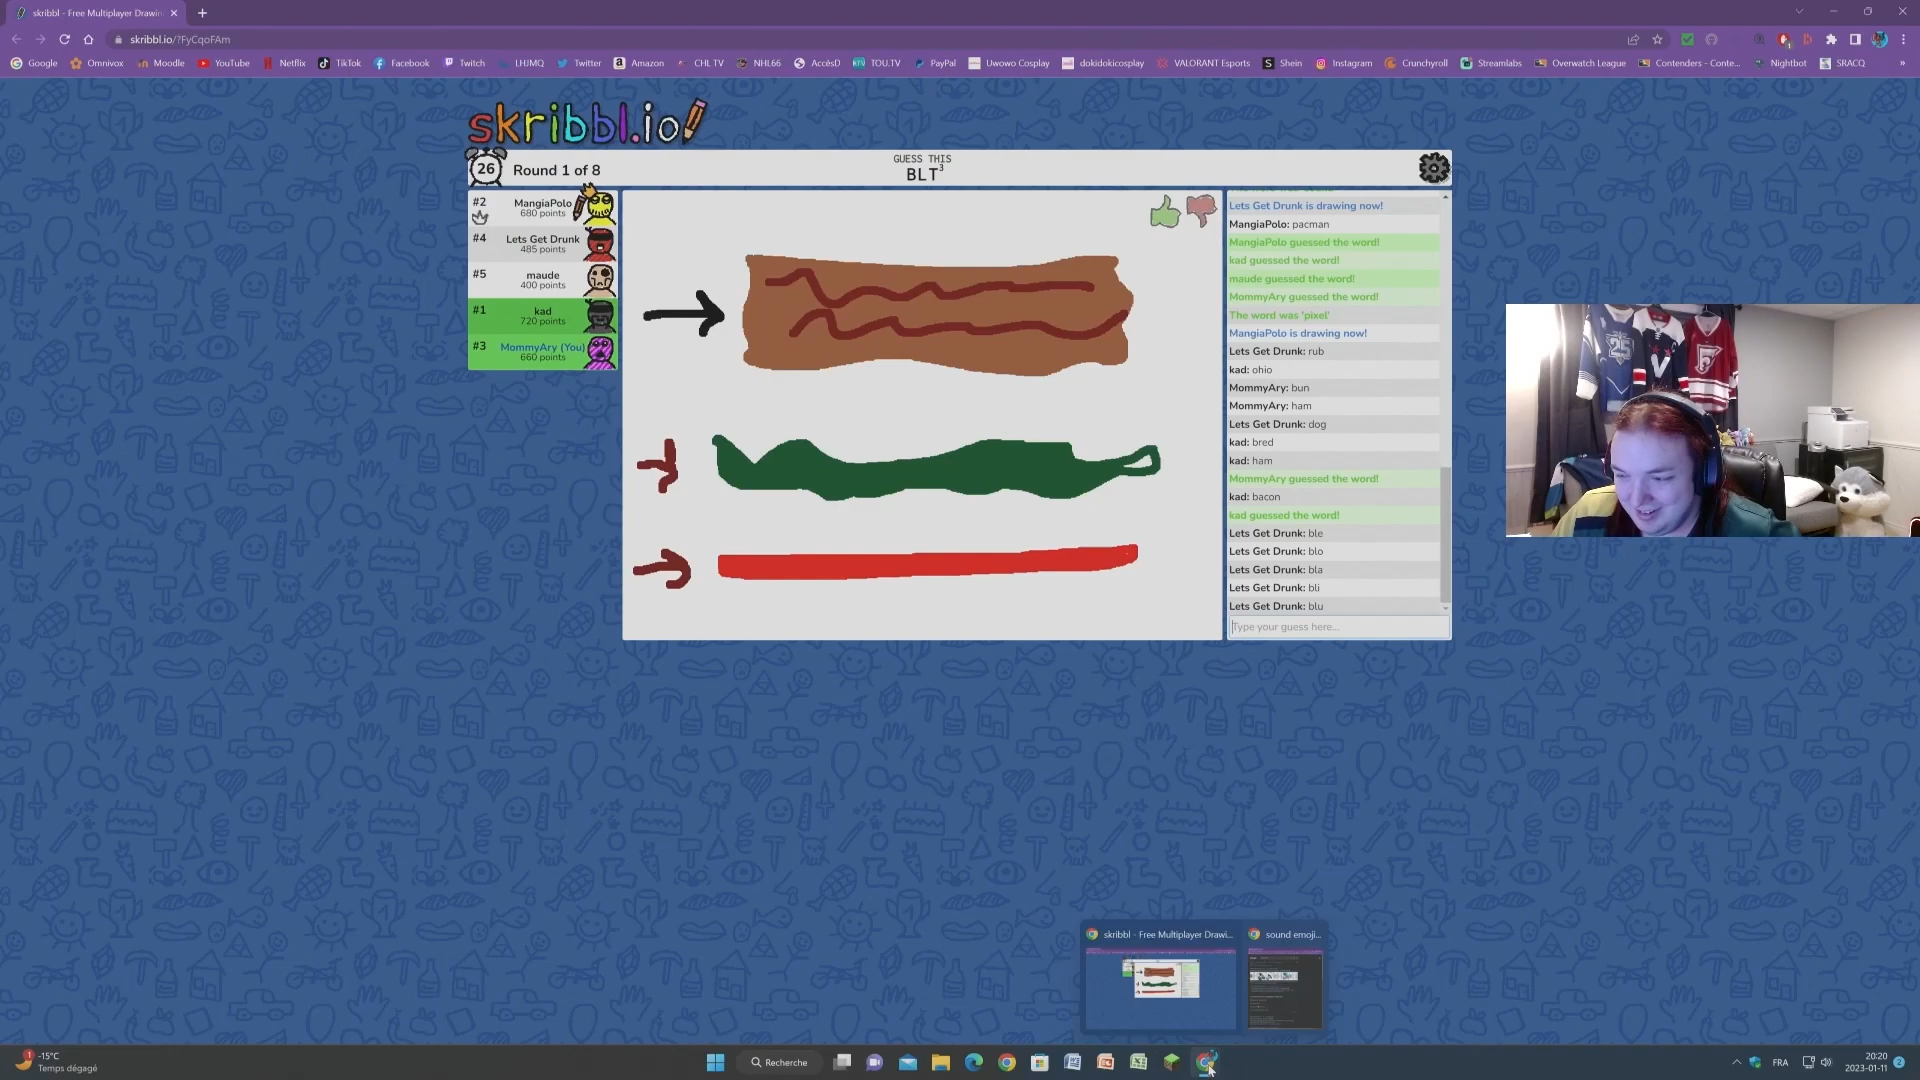 skribbl - Free Multiplayer Drawin
skribbl.io/?FyCqoFAm
Google Omnivox Moodle YouTube Netflix TikTok Facebook Twitch LHJMQ Twitter Amazon CHL TV NHL66 AccèsD TOU.TV PayPal Uwowo Cosplay dokidokicosplay VALORANT Esports Shein Instagram Crunchyroll Streamlabs Overwatch League Contenders - Conte... Nightbot SRACQ »
skribbl.io
26 Round 1 of 8
GUESS THIS
BLT 3
#2 MangiaPolo
680 points
#4 Lets Get Drunk
485 points
#5 maude
400 points
#1 kad
720 points
#3 MommyAry (You)
660 points
Lets Get Drunk is drawing now!
MangiaPolo: pacman
MangiaPolo guessed the word!
kad guessed the word!
maude guessed the word!
MommyAry guessed the word!
The word was 'pixel'
MangiaPolo is drawing now!
Lets Get Drunk: rub
kad: ohio
MommyAry: bun
MommyAry: ham
Lets Get Drunk: dog
kad: bred
kad: ham
MommyAry guessed the word!
kad: bacon
kad guessed the word!
Lets Get Drunk: ble
Lets Get Drunk: blo
Lets Get Drunk: bla
Lets Get Drunk: bli
Lets Get Drunk: blu
Type your guess here...
25
skribbl - Free Multiplayer Drawi...
sound emoji...
-15°C
Temps dégagé
Recherche
FRA
20:20
2023-01-11
2